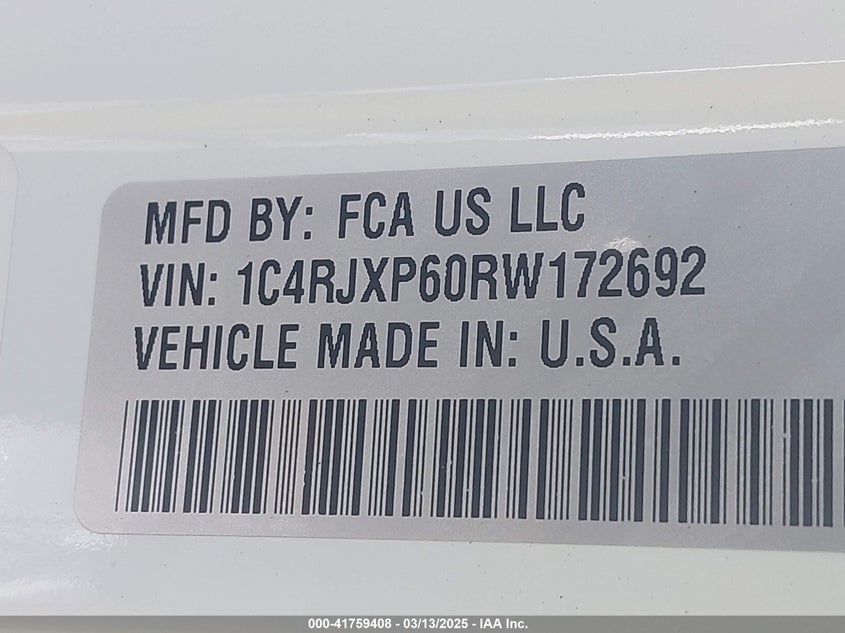 MFD BY: FCA US LLC
VIN: 1C4RJXP60RW172692
VEHICLE MADE IN: U.S.A.
000-41759408 - 03/13/2025 - IAA Inc.